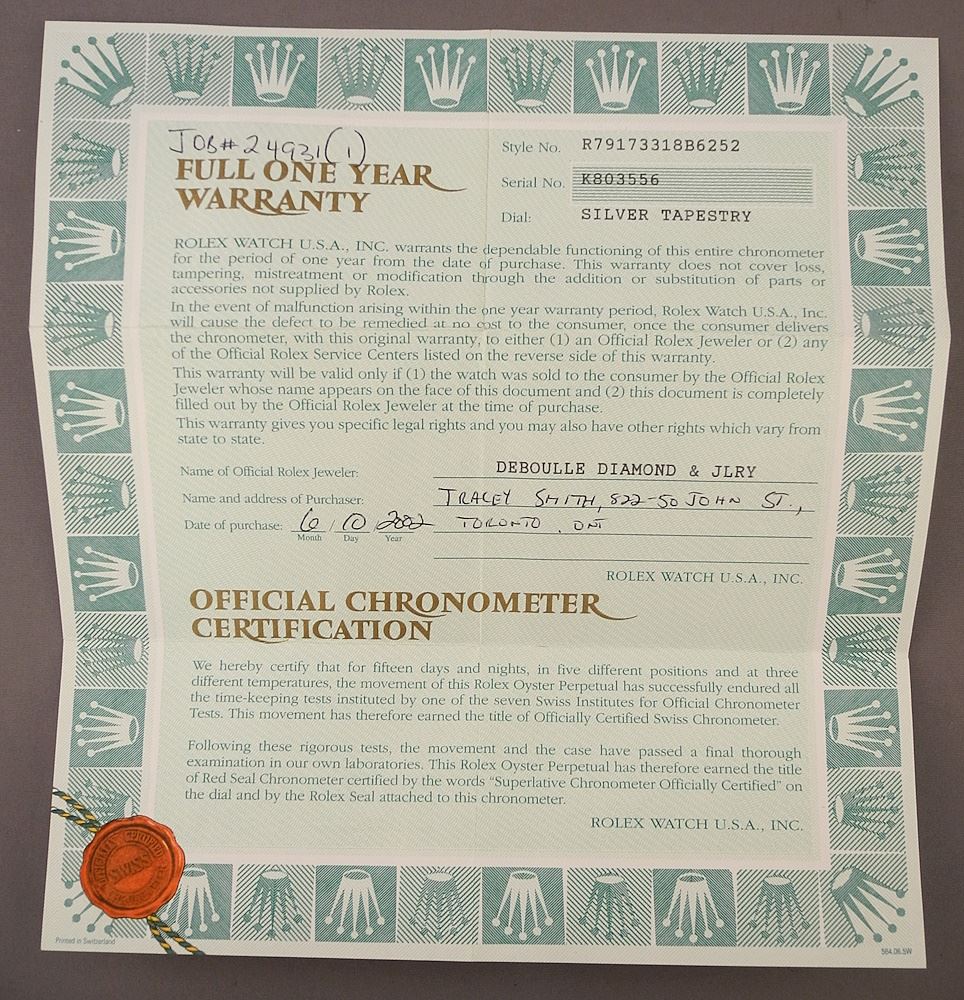 JOB# 24931(1)
FULL ONE YEAR
WARRANTY
Style No. R79173318B6252
Serial No. K803556
Dial: SILVER TAPESTRY
ROLEX WATCH U.S.A., INC. warrants the dependable functioning of this entire chronometer
for the period of one year from the date of purchase. This warranty does not cover loss,
tampering, mistreatment or modification through the addition or substitution of parts or
accessories not supplied by Rolex.
In the event of malfunction arising within the one year warranty period, Rolex Watch U.S.A., Inc.
will cause the defect to be remedied at no cost to the consumer, once the consumer delivers
the chronometer, with this original warranty, to either (1) an Official Rolex Jeweler or (2) any
of the Official Rolex Service Centers listed on the reverse side of this warranty.
This warranty will be valid only if (1) the watch was sold to the consumer by the Official Rolex
Jeweler whose name appears on the face of this document and (2) this document is completely
filled out by the Official Rolex Jeweler at the time of purchase.
This warranty gives you specific legal rights and you may also have other rights which vary from
state to state.
Name of Official Rolex Jeweler: DEBOULLE DIAMOND & JLRY
Name and address of Purchaser: TRACEY SMITH, 822-50 JOHN ST.,
Date of purchase: 6 10 2002 TORONTO, ONT
Month Day Year
ROLEX WATCH U.S.A., INC.
OFFICIAL CHRONOMETER
CERTIFICATION
We hereby certify that for fifteen days and nights, in five different positions and at three
different temperatures, the movement of this Rolex Oyster Perpetual has successfully endured all
the time-keeping tests instituted by one of the seven Swiss Institutes for Official Chronometer
Tests. This movement has therefore earned the title of Officially Certified Swiss Chronometer.
Following these rigorous tests, the movement and the case have passed a final thorough
examination in our own laboratories. This Rolex Oyster Perpetual has therefore earned the title
of Red Seal Chronometer certified by the words “Superlative Chronometer Officially Certified” on
the dial and by the Rolex Seal attached to this chronometer.
ROLEX WATCH U.S.A., INC.
SWISS
Printed in Switzerland
564.06.5W